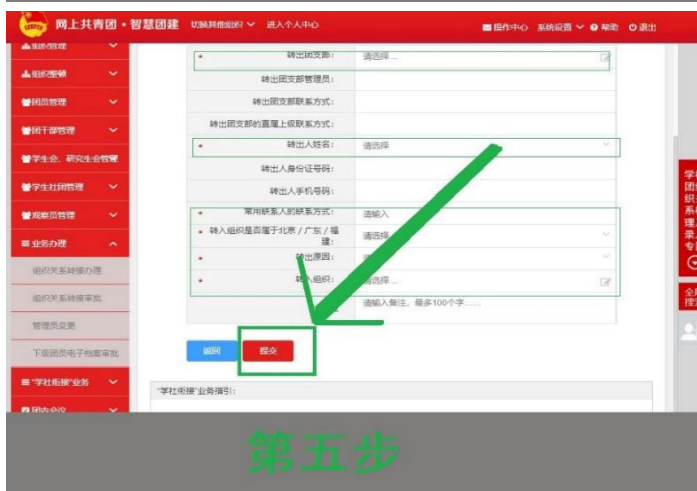 网上共青团·智慧团建 切换其他组织 进入个人中心 操作中心 系统设置 帮助 退出
组织管理
组织整顿
团员管理
团干部管理
学生会、研究生会管理
学生社团管理
观察员管理
业务办理
组织关系转接办理
组织关系转接审批
管理员变更
下级团员电子档案审批
"学社衔接"业务
团内会议
* 转出团支部: 请选择...
转出团支部管理员:
转出团支部联系方式:
转出团支部的直属上级联系方式:
* 转出人姓名: 请选择
转出人身份证号码:
转出人手机号码:
* 常用联系人的联系方式: 请输入
* 转入组织是否属于北京/广东/福
建: 请选择
* 转出原因:
* 转入组织: 请选择...
请输入备注,最多100个字......
返回 提交
"学社衔接"业务指引:
第五步